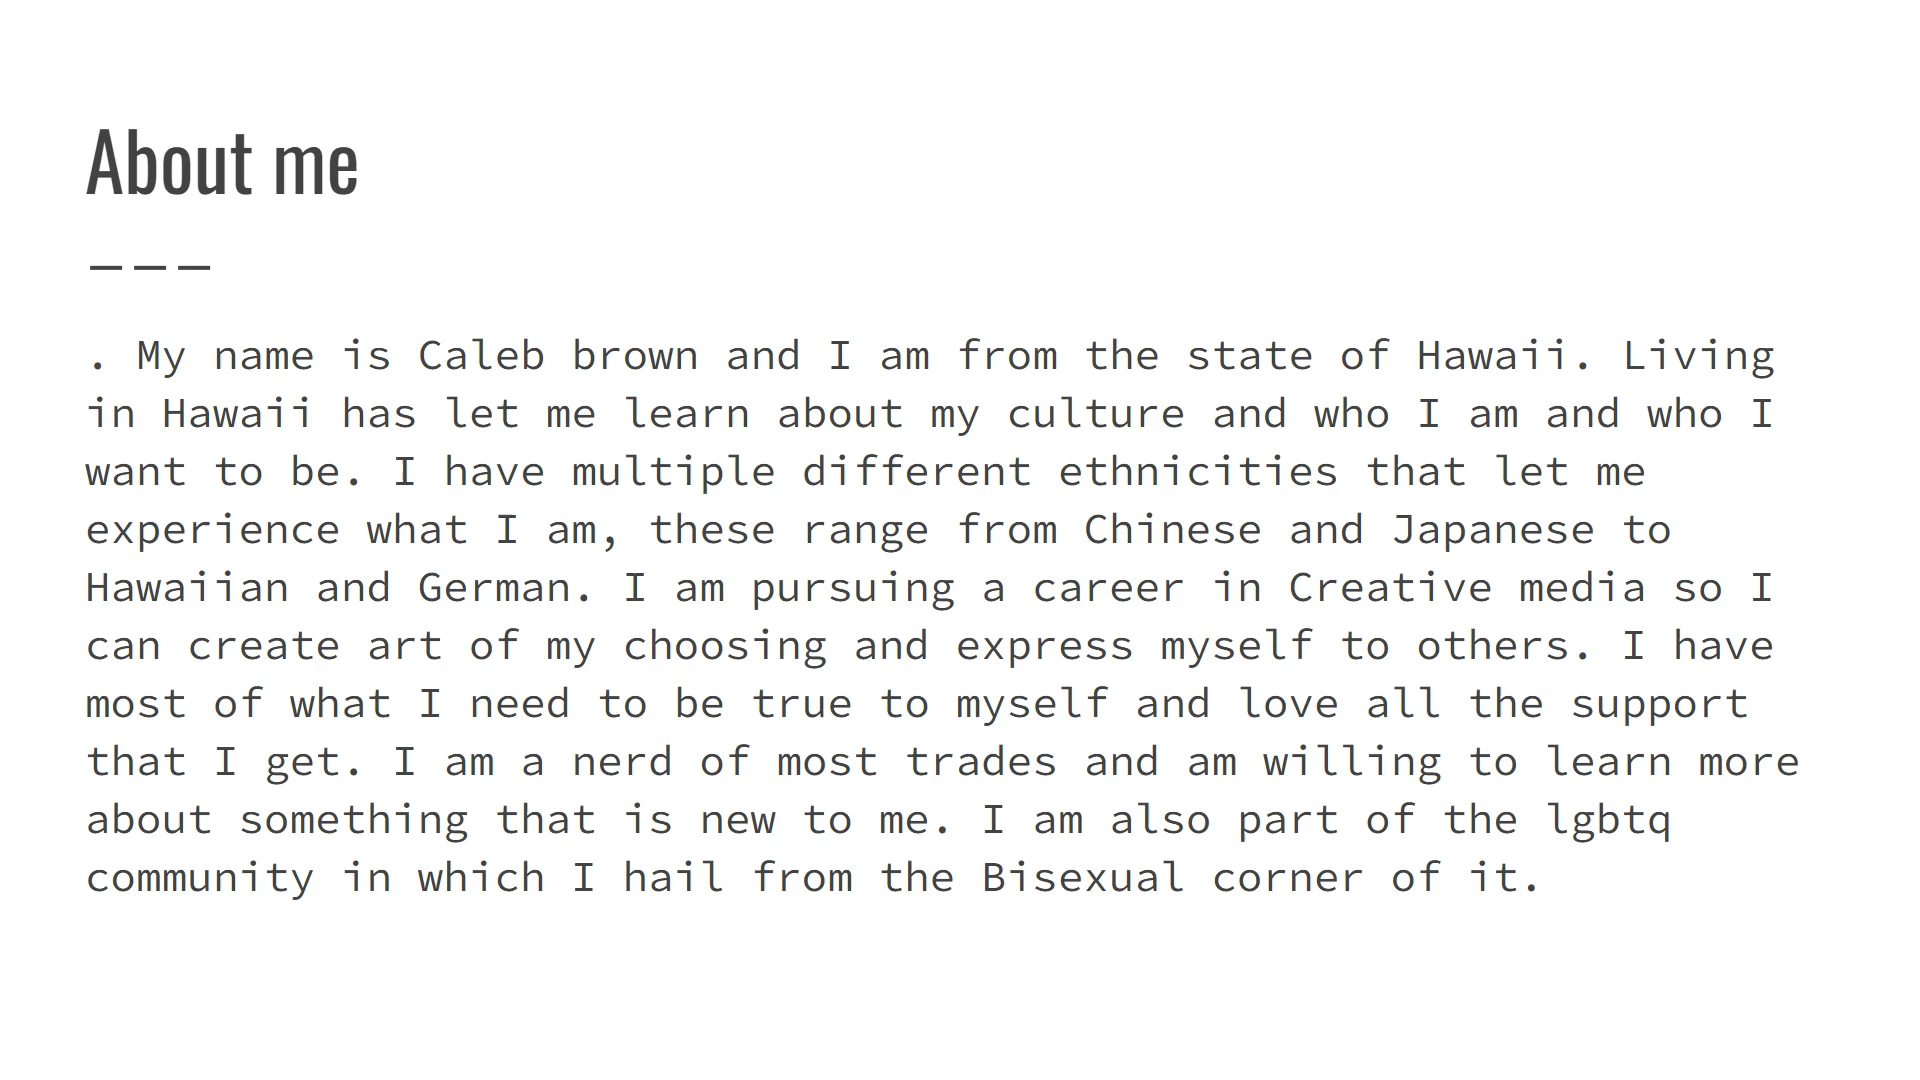 About me
. My name is Caleb brown and I am from the state of Hawaii. Living
in Hawaii has let me learn about my culture and who I am and who I
want to be. I have multiple different ethnicities that let me
experience what I am, these range from Chinese and Japanese to
Hawaiian and German. I am pursuing a career in Creative media so I
can create art of my choosing and express myself to others. I have
most of what I need to be true to myself and love all the support
that I get. I am a nerd of most trades and am willing to learn more
about something that is new to me. I am also part of the lgbtq
community in which I hail from the Bisexual corner of it.